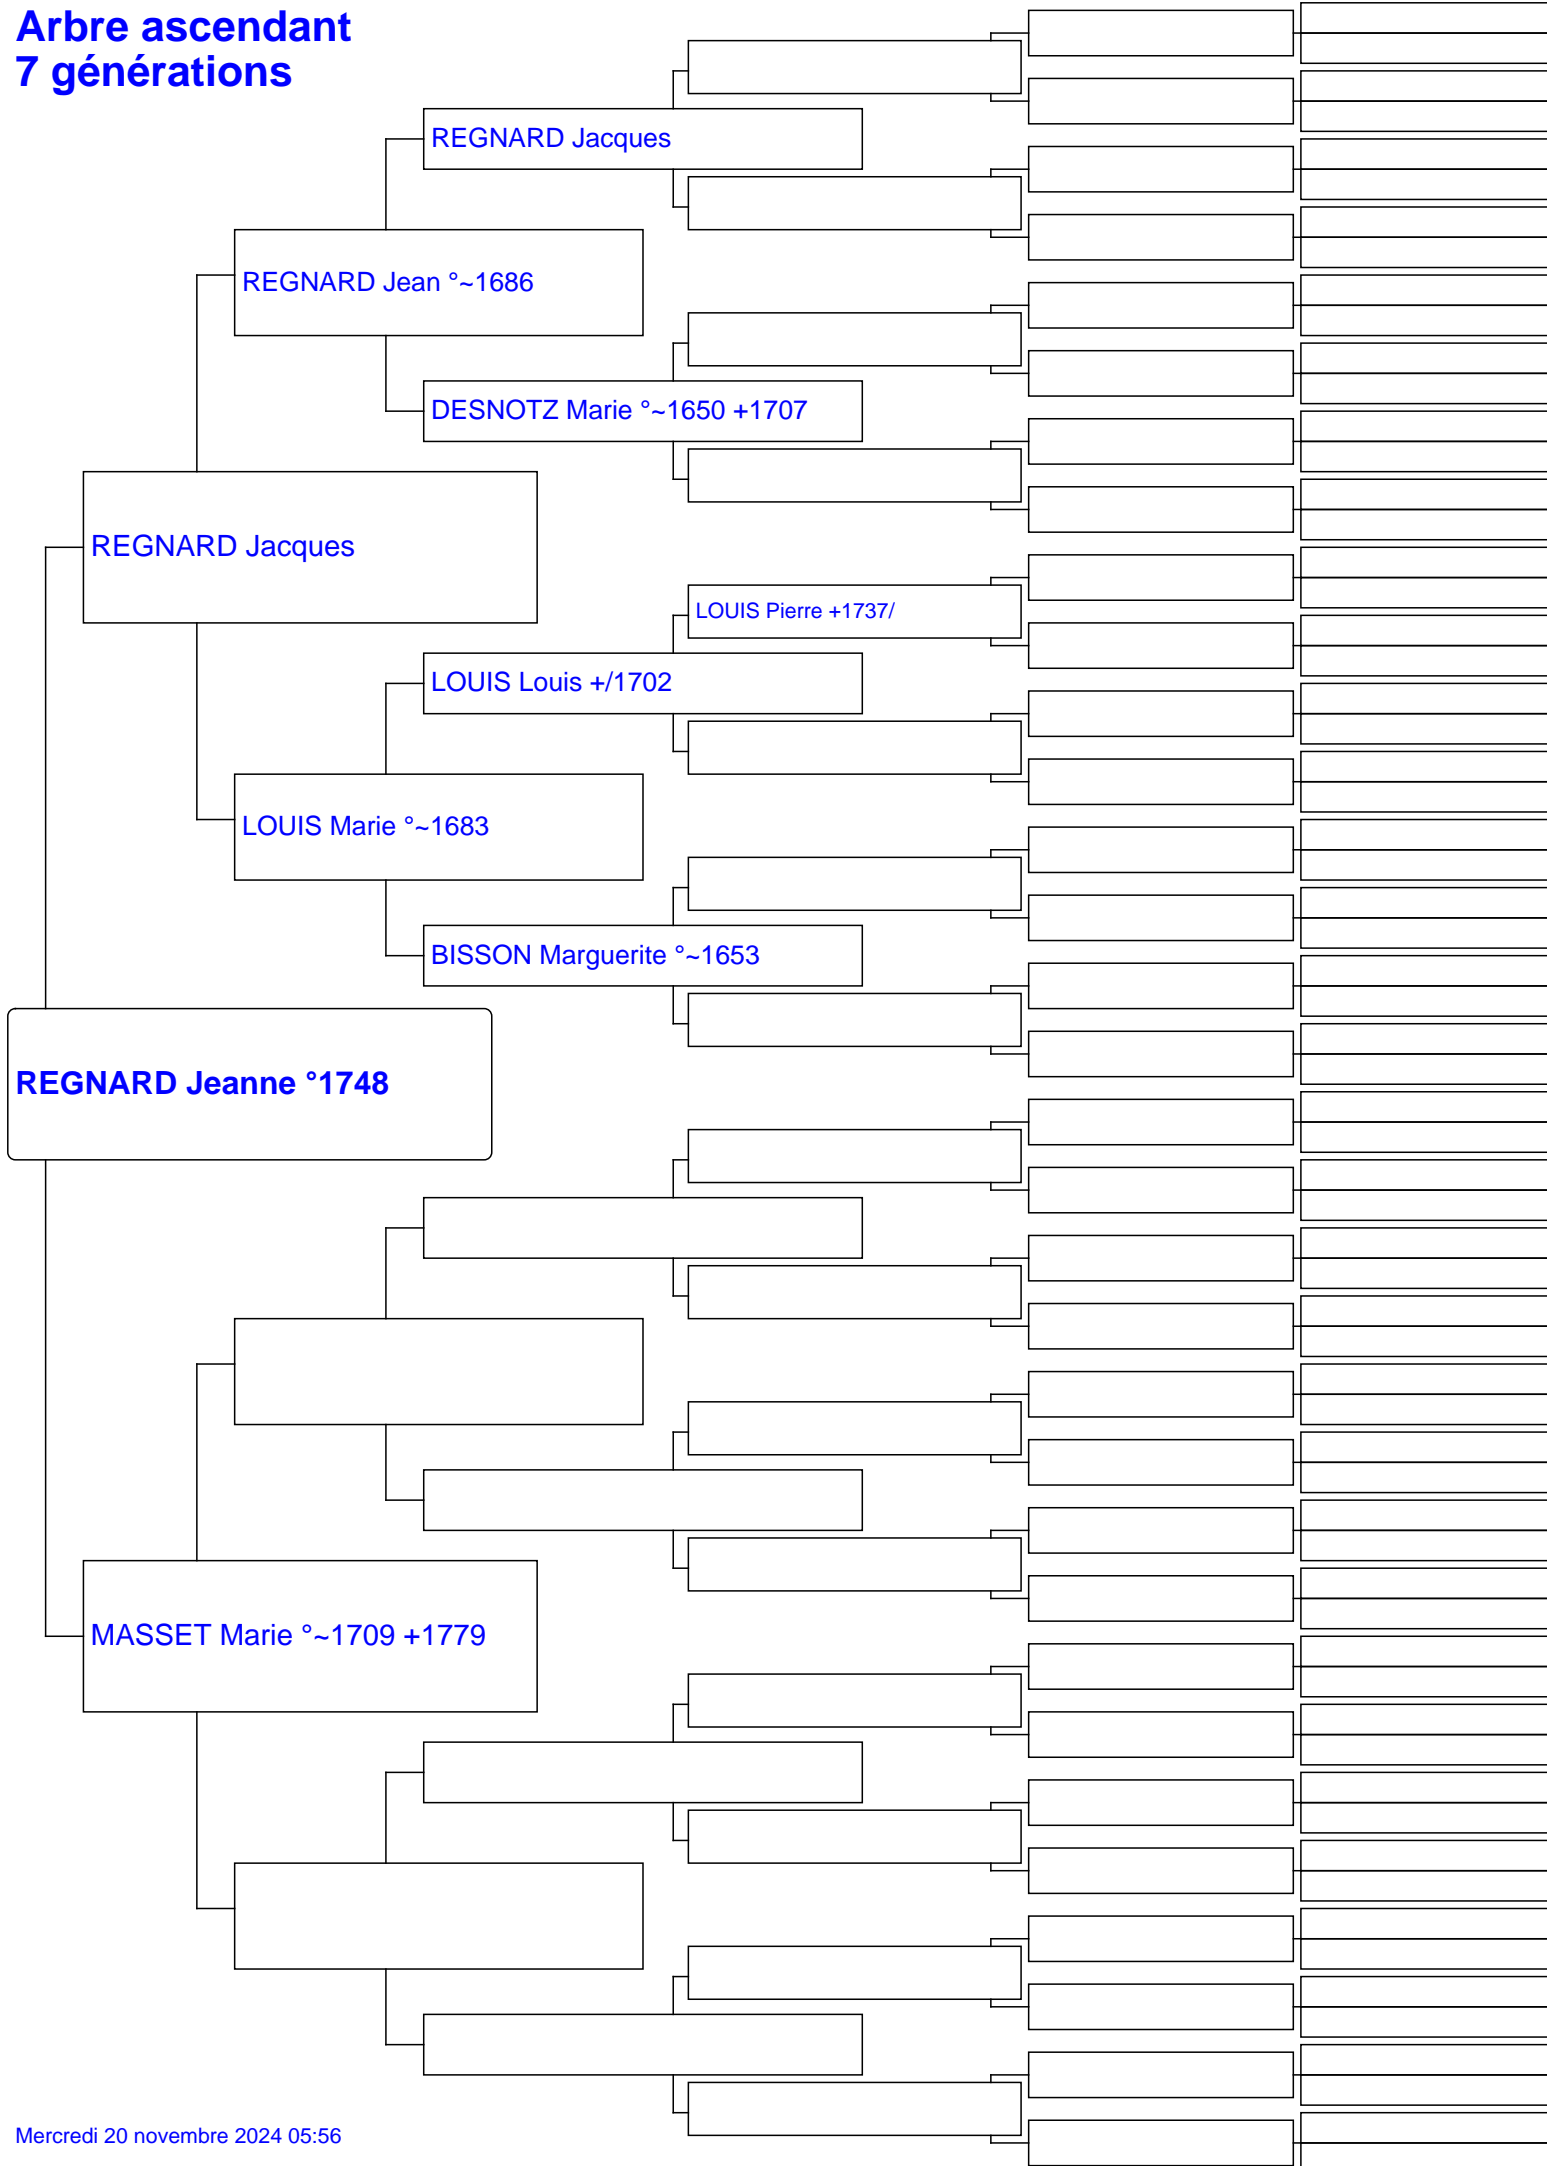 Arbre ascendant
7 générations
REGNARD Jacques
REGNARD Jean °~1686
DESNOTZ Marie °~1650 +1707
REGNARD Jacques
LOUIS Pierre +1737/
LOUIS Louis +/1702
LOUIS Marie °~1683
BISSON Marguerite °~1653
REGNARD Jeanne °1748
MASSET Marie °~1709 +1779
Mercredi 20 novembre 2024 05:56